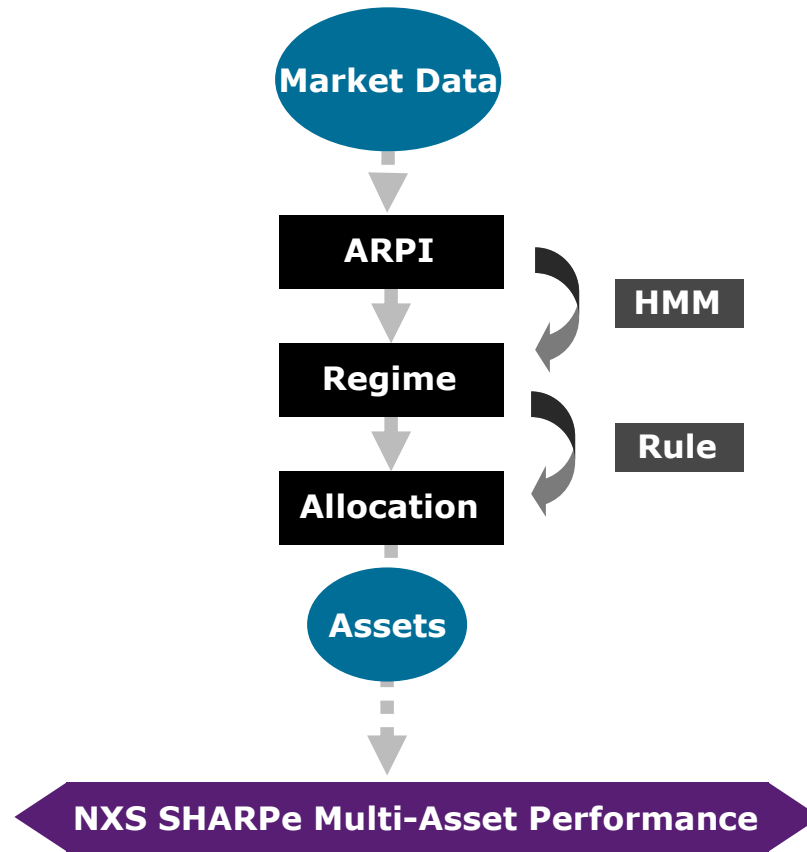 Market Data
ARPI
HMM
Regime
Rule
Allocation
Assets
NXS SHARPe Multi-Asset Performance